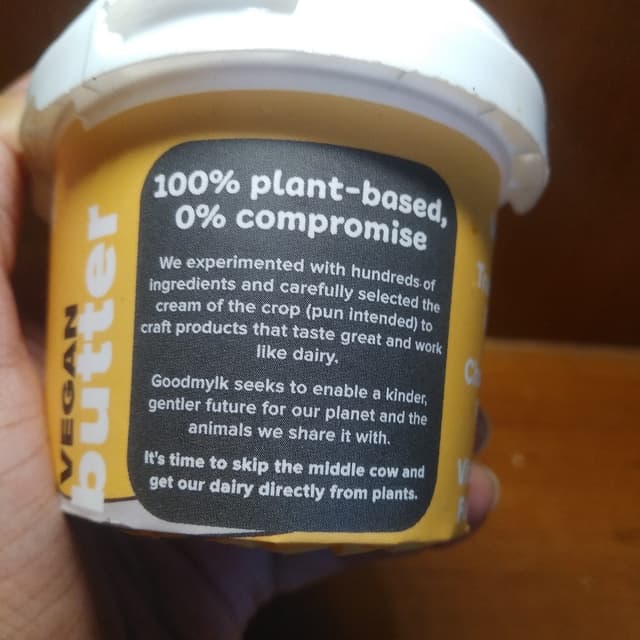 VEGAN
butter
100% plant-based,
0% compromise
We experimented with hundreds of
ingredients and carefully selected the
cream of the crop (pun intended) to
craft products that taste great and work
like dairy.
Goodmylk seeks to enable a kinder,
gentler future for our planet and the
animals we share it with.
It's time to skip the middle cow and
get our dairy directly from plants.